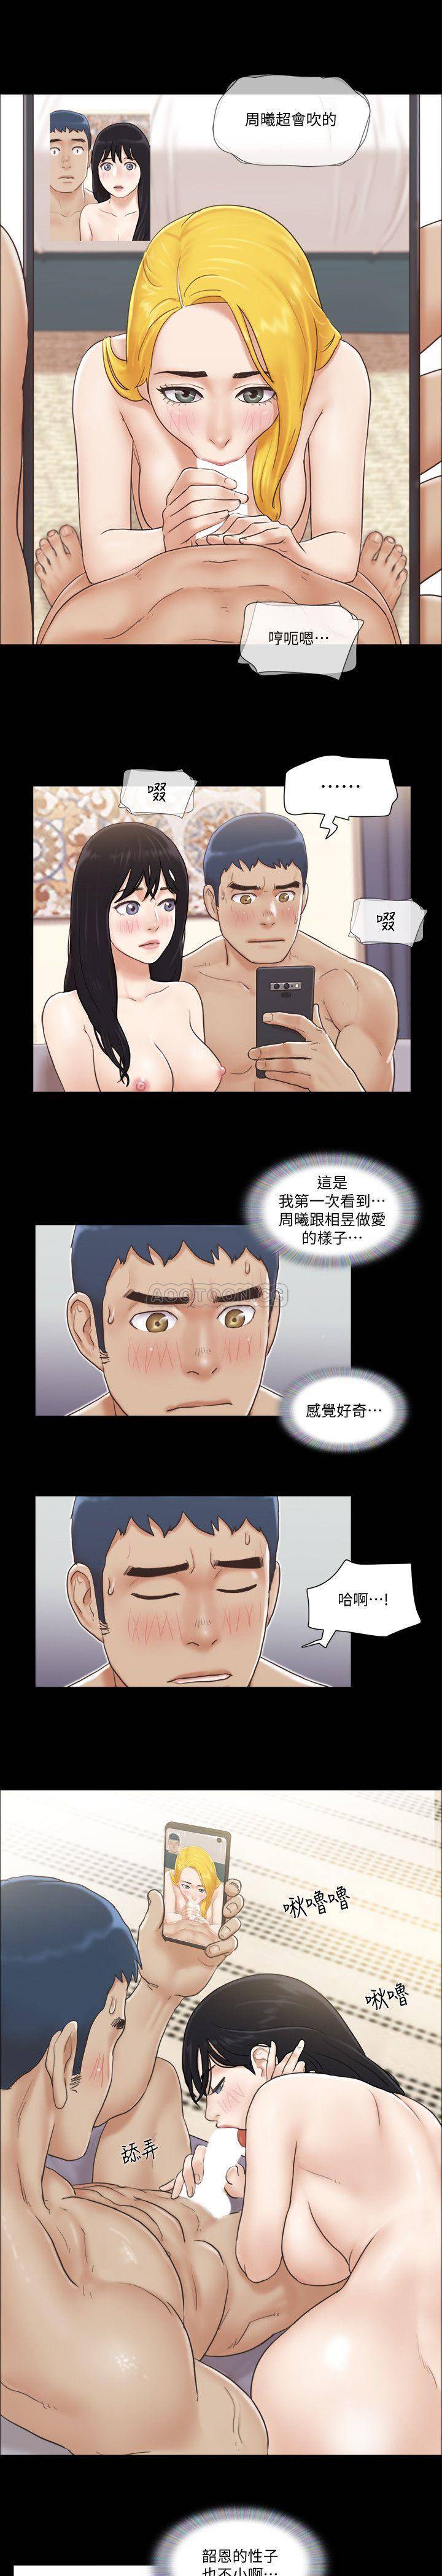 周曦超會吹的
哼呃嗯…
啜
……
啜
這是
我第一次看到…
周曦跟相昱做愛
的樣子…
AOOTOON.CC
感覺好奇…
哈啊…!
啾嚕嚕
啾嚕
舔弄
韶恩的性子
也不小啊…